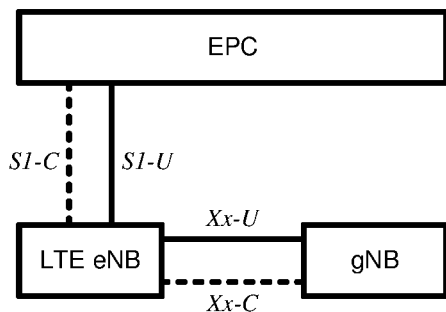 EPC
S1-C
S1-U
Xx-U
LTE eNB
gNB
Xx-C